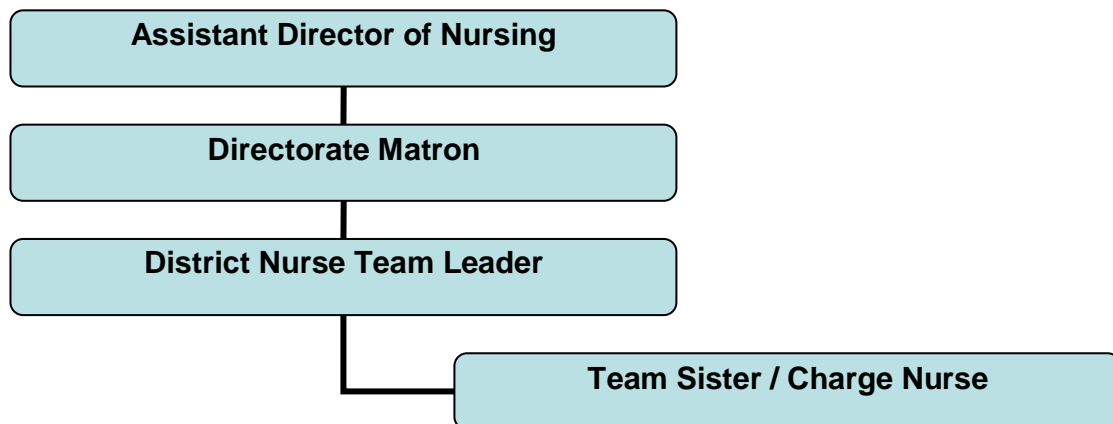 Assistant Director of Nursing
Directorate Matron
District Nurse Team Leader
Team Sister / Charge Nurse